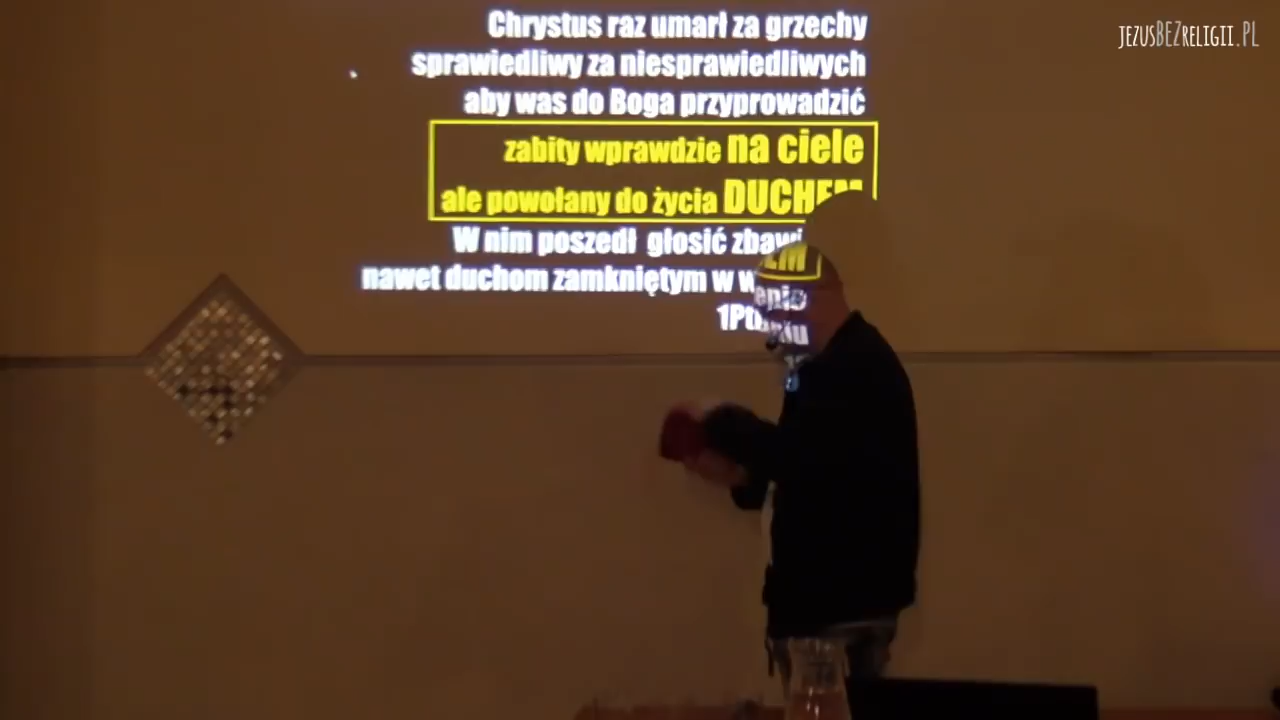 Chrystus raz umarł za grzechy
sprawiedliwy za niesprawiedliwych
aby was do Boga przyprowadzić
zabity wprawdzie na ciele
ale powołany do życia DUCHEM
W nim poszedł głosić
nawet duchom zamkniętym w
JEZUSBEZRELIGII.PL